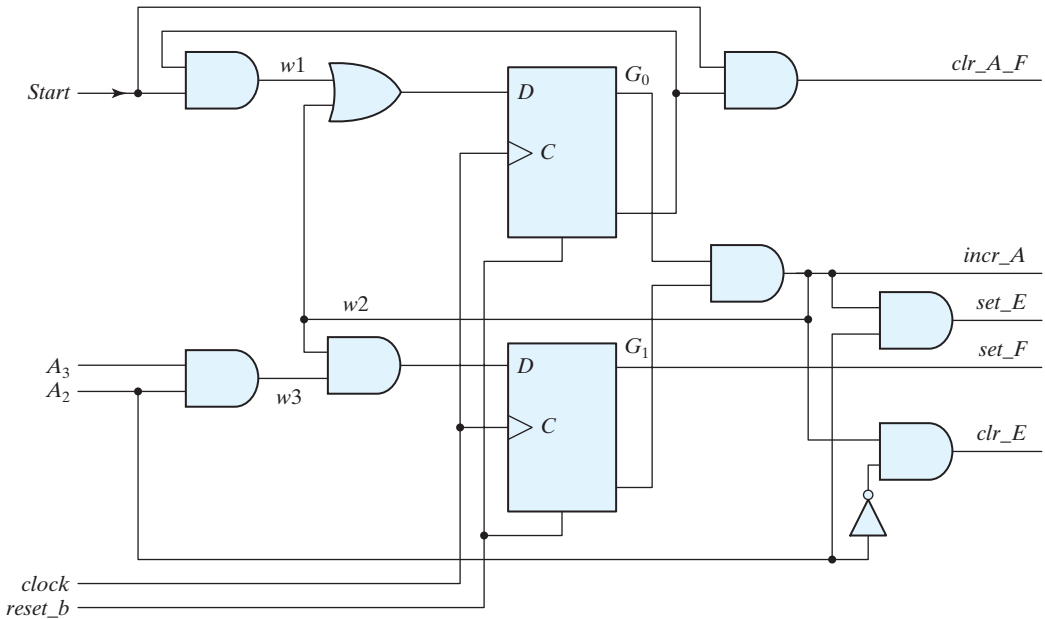 clr_A_F
w1
G0
Start
D
C
incr_A
w2
set_E
G1
set_F
A3
D
A2
w3
C
clr_E
clock
reset_b